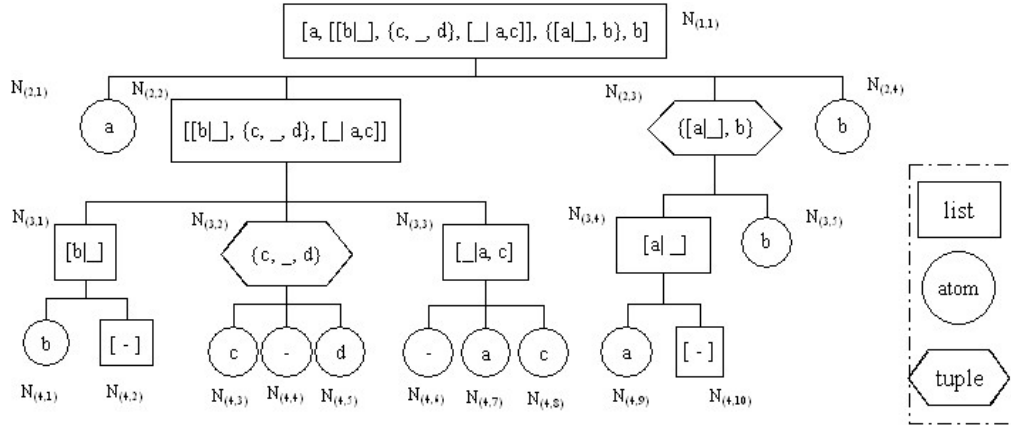 [a, [[b|_], {c, _, d}, [_| a,c]], {[a|_], b}, b]
N(1,1)
N(2,1)
N(2,2)
N(2,3)
N(2,4)
a
[[b|_], {c, _, d}, [_| a,c]]
{[a|_], b}
b
N(3,1)
N(3,2)
N(3,3)
N(3,4)
N(3,5)
[b|_]
{c, _, d}
[_|a, c]
[a| _]
b
b
[ - ]
c
-
d
-
a
c
a
[ - ]
N(4,1)
N(4,2)
N(4,3)
N(4,4)
N(4,5)
N(4,6)
N(4,7)
N(4,8)
N(4,9)
N(4,10)
list
atom
tuple